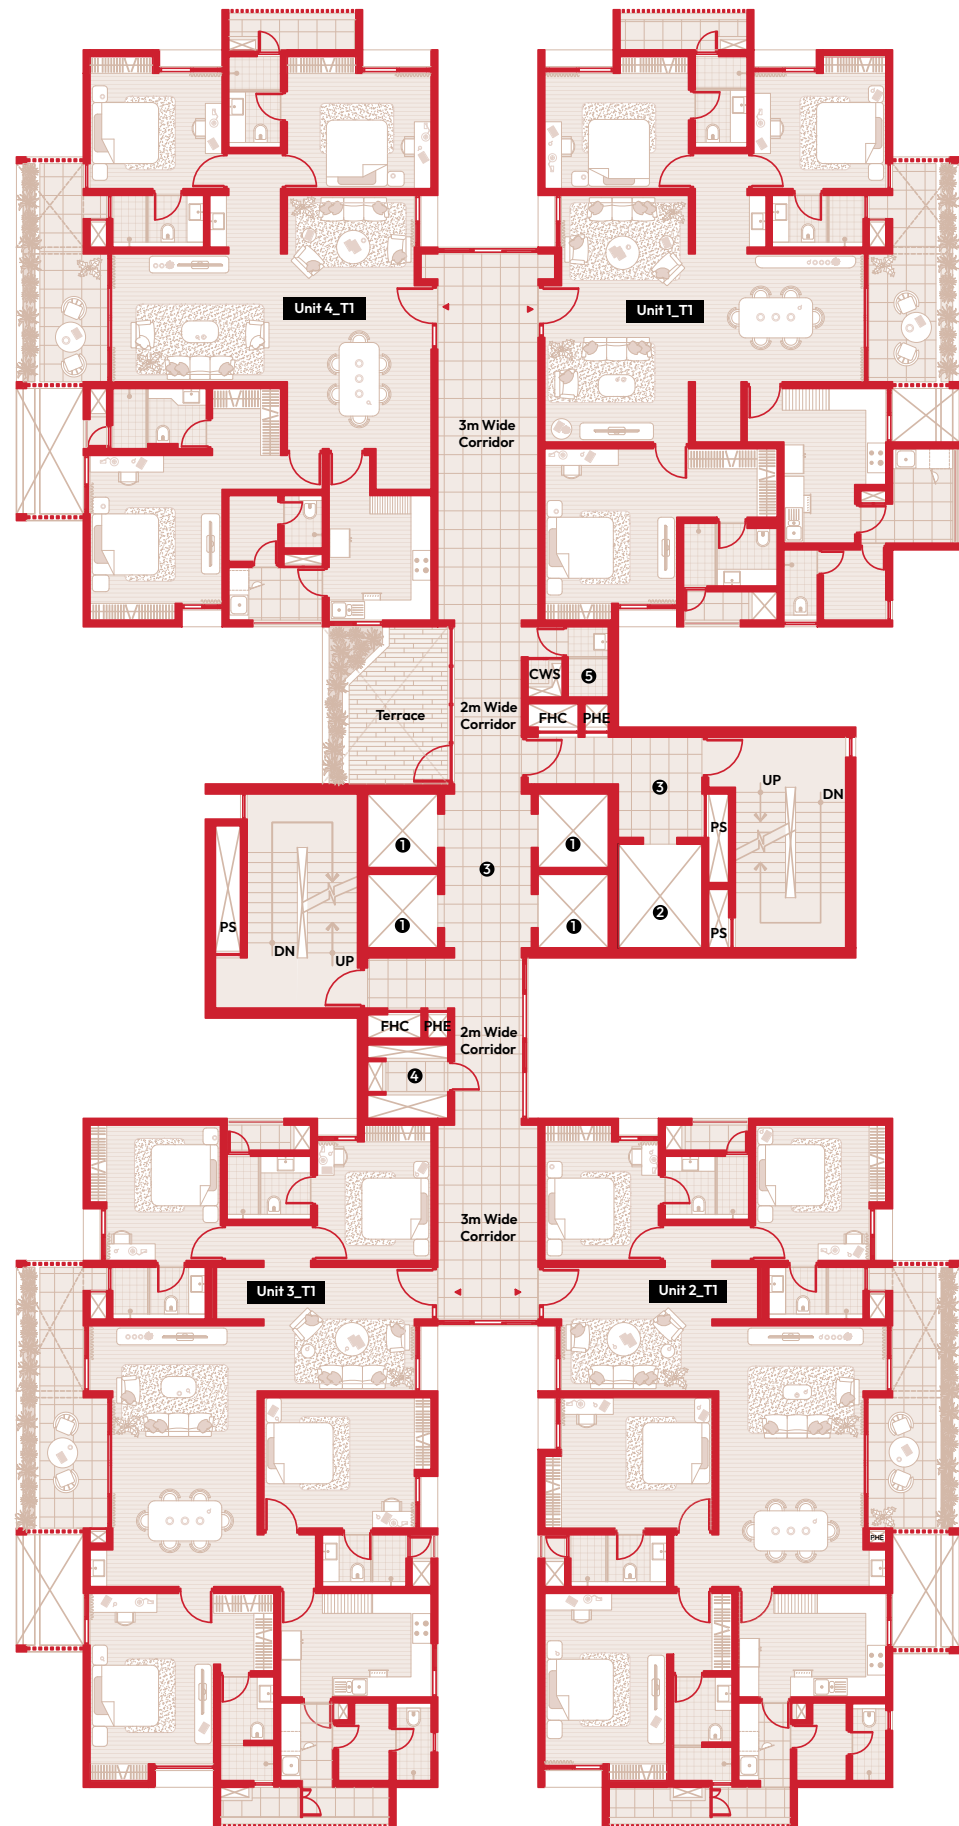 Unit 4_T1
Unit 1_T1
3m Wide
Corridor
CWS
5
Terrace
2m Wide
Corridor
FHC
PHE
UP
DN
3
PS
1
1
3
2
1
1
PS
PS
DN
UP
FHC
PHE
2m Wide
Corridor
4
3m Wide
Corridor
Unit 3_T1
Unit 2_T1
PHE